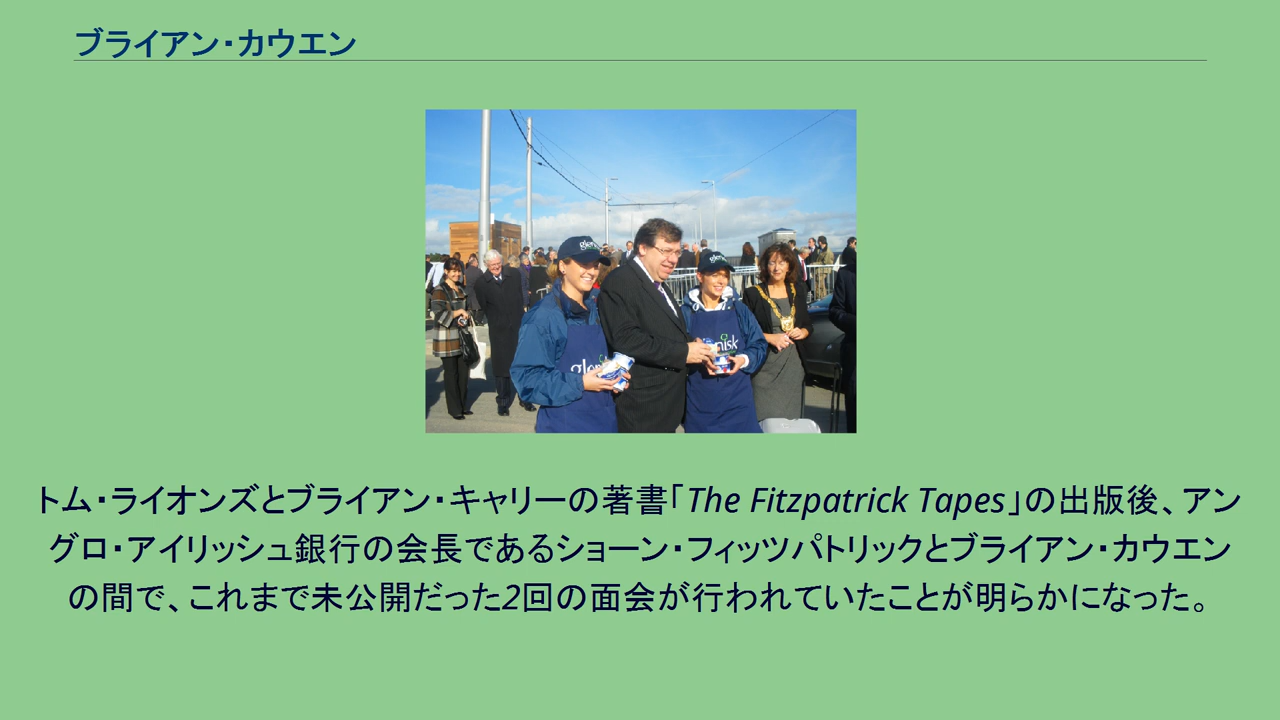 ブライアン・カウエン
glenisk
トム・ライオンズとブライアン・キャリーの著書「The Fitzpatrick Tapes」の出版後、アン
グロ・アイリッシュ銀行の会長であるショーン・フィッツパトリックとブライアン・カウエン
の間で、これまで未公開だった2回の面会が行われていたことが明らかになった。